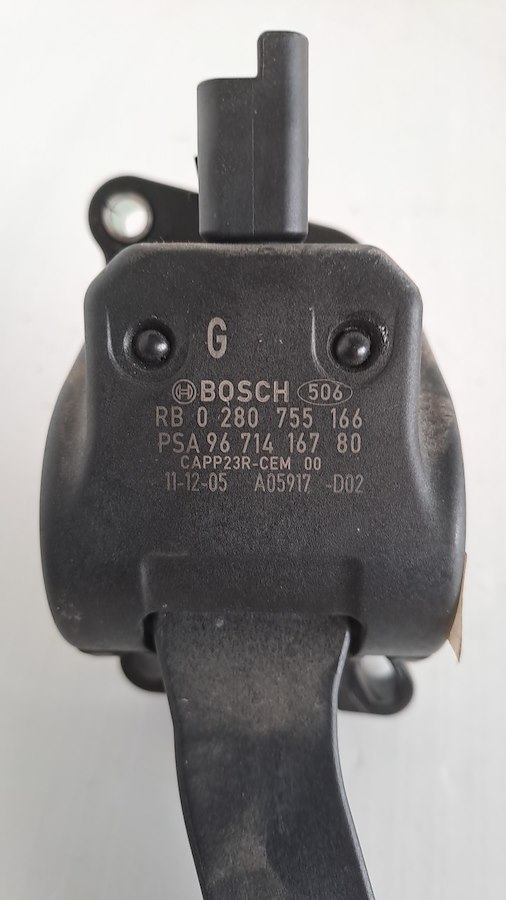 G
BOSCH 506
RB 0 280 755 166
PSA 96 714 167 80
CAPP23R-CEM 00
11-12-05 A05917 -D02